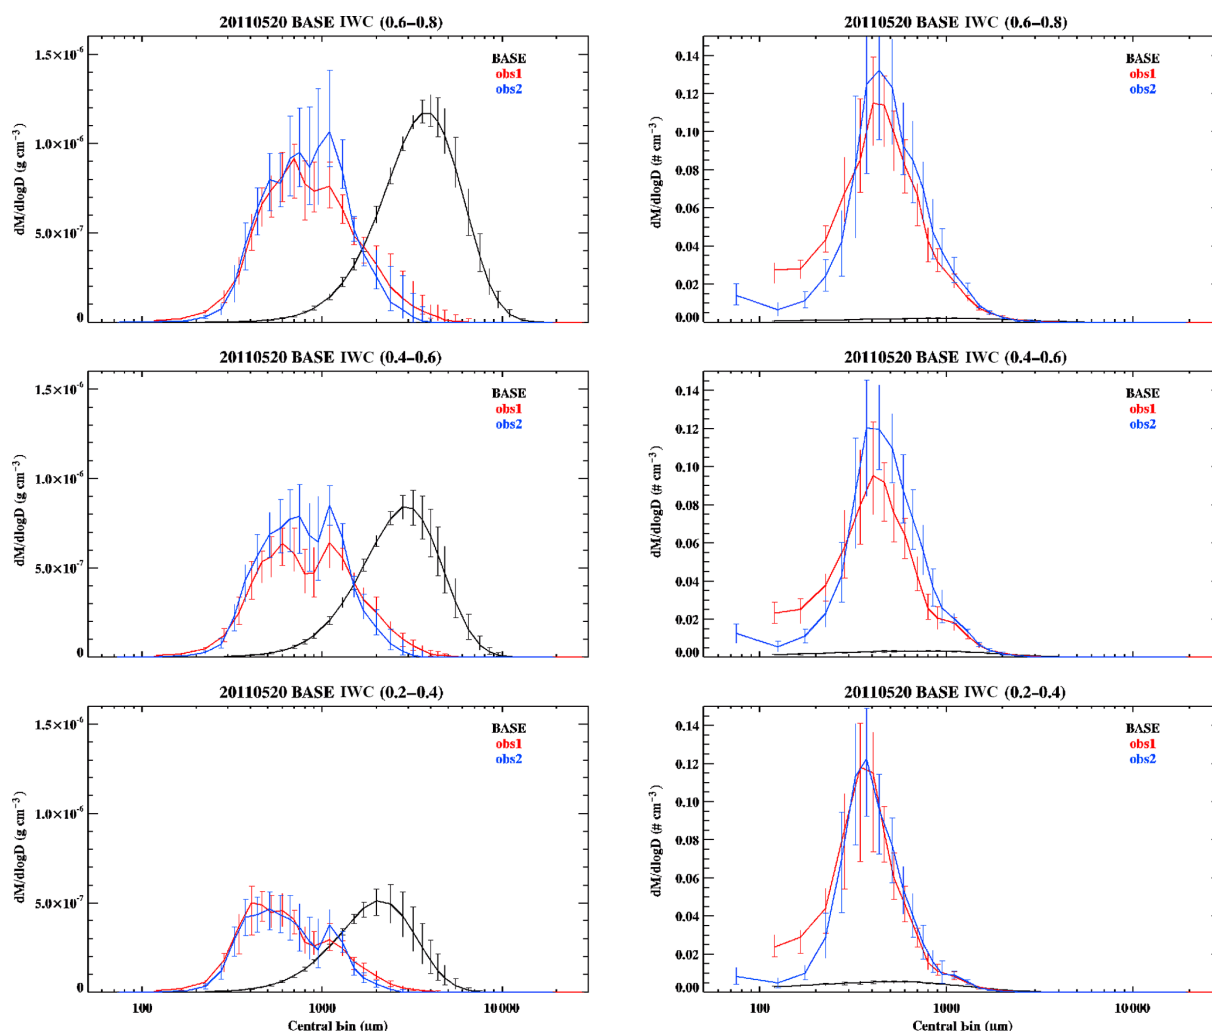 20110520 BASE IWC (0.6–0.8)
1.5×10⁻⁶
1.0×10⁻⁶
5.0×10⁻⁷
0
dM/dlogD (g cm⁻³)
BASE
obs1
obs2
20110520 BASE IWC (0.6–0.8)
0.14
0.12
0.10
0.08
0.06
0.04
0.02
0.00
dM/dlogD (# cm⁻³)
BASE
obs1
obs2
20110520 BASE IWC (0.4–0.6)
1.5×10⁻⁶
1.0×10⁻⁶
5.0×10⁻⁷
0
dM/dlogD (g cm⁻³)
BASE
obs1
obs2
20110520 BASE IWC (0.4–0.6)
0.14
0.12
0.10
0.08
0.06
0.04
0.02
0.00
dM/dlogD (# cm⁻³)
BASE
obs1
obs2
20110520 BASE IWC (0.2–0.4)
1.5×10⁻⁶
1.0×10⁻⁶
5.0×10⁻⁷
0
dM/dlogD (g cm⁻³)
BASE
obs1
obs2
100 1000 10000
Central bin (µm)
20110520 BASE IWC (0.2–0.4)
0.14
0.12
0.10
0.08
0.06
0.04
0.02
0.00
dM/dlogD (# cm⁻³)
BASE
obs1
obs2
100 1000 10000
Central bin (µm)